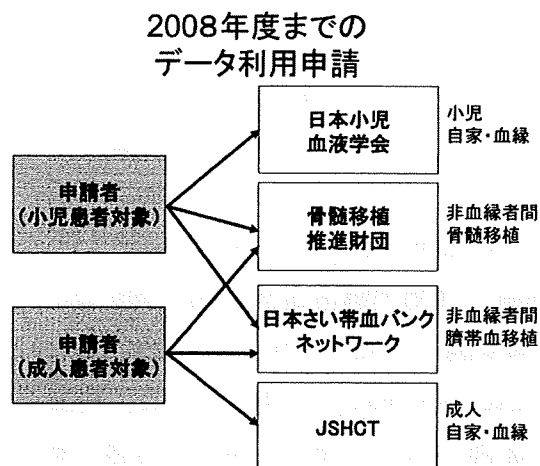 2008年度までの
データ利用申請
申請者
(小児患者対象)
申請者
(成人患者対象)
日本小児
血液学会
小児
自家・血縁
骨髄移植
推進財団
非血縁者間
骨髄移植
日本さい帯血バンク
ネットワーク
非血縁者間
臍帯血移植
JSHCT
成人
自家・血縁